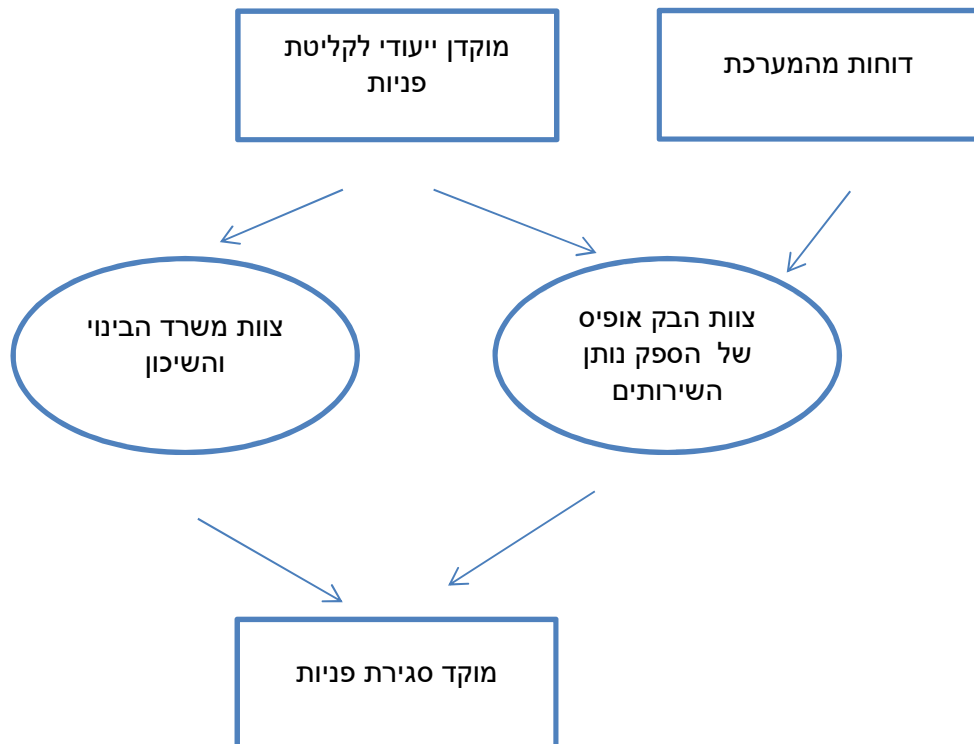 מוקדן ייעודי לקליטת
פניות
דוחות מהמערכת
צוות משרד הבינוי
והשיכון
צוות הבק אופיס
של  הספק נותן
השירותים
מוקד סגירת פניות